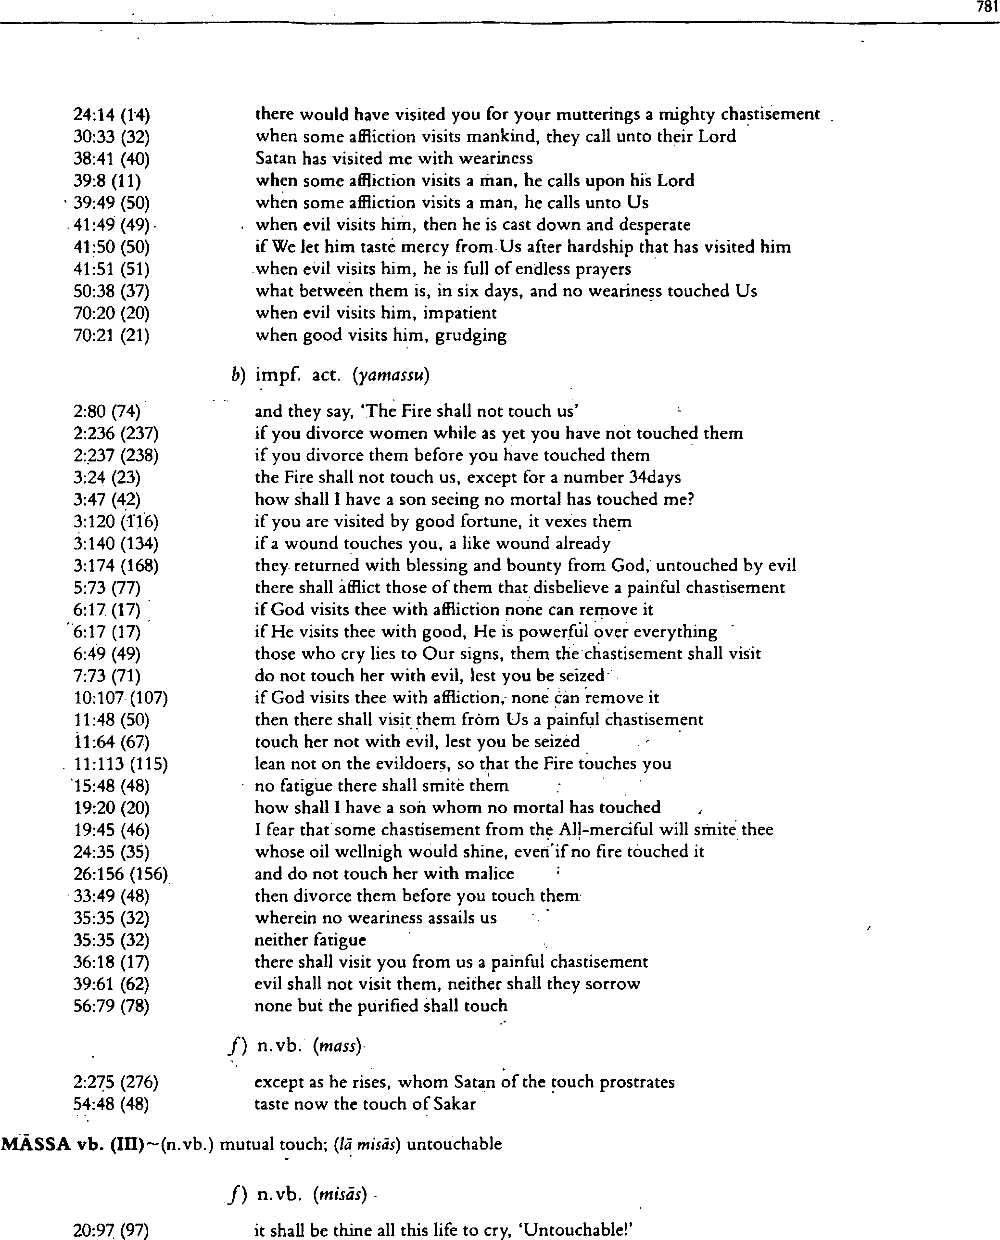 781
24:14 (14) there would have visited you for your mutterings a mighty chastisement
30:33 (32) when some affliction visits mankind, they call unto their Lord
38:41 (40) Satan has visited me with weariness
39:8 (11) when some affliction visits a man, he calls upon his Lord
39:49 (50) when some affliction visits a man, he calls unto Us
41:49 (49) when evil visits him, then he is cast down and desperate
41:50 (50) if We let him taste mercy from Us after hardship that has visited him
41:51 (51) when evil visits him, he is full of endless prayers
50:38 (37) what between them is, in six days, and no weariness touched Us
70:20 (20) when evil visits him, impatient
70:21 (21) when good visits him, grudging
b) impf. act. (yamassu)
2:80 (74) and they say, 'The Fire shall not touch us'
2:236 (237) if you divorce women while as yet you have not touched them
2:237 (238) if you divorce them before you have touched them
3:24 (23) the Fire shall not touch us, except for a number 34days
3:47 (42) how shall I have a son seeing no mortal has touched me?
3:120 (116) if you are visited by good fortune, it vexes them
3:140 (134) if a wound touches you, a like wound already
3:174 (168) they returned with blessing and bounty from God, untouched by evil
5:73 (77) there shall afflict those of them that disbelieve a painful chastisement
6:17 (17) if God visits thee with affliction none can remove it
6:17 (17) if He visits thee with good, He is powerful over everything
6:49 (49) those who cry lies to Our signs, them the chastisement shall visit
7:73 (71) do not touch her with evil, lest you be seized
10:107 (107) if God visits thee with affliction, none can remove it
11:48 (50) then there shall visit them from Us a painful chastisement
11:64 (67) touch her not with evil, lest you be seized
11:113 (115) lean not on the evildoers, so that the Fire touches you
15:48 (48) no fatigue there shall smite them
19:20 (20) how shall I have a son whom no mortal has touched
19:45 (46) I fear that some chastisement from the All-merciful will smite thee
24:35 (35) whose oil wellnigh would shine, even if no fire touched it
26:156 (156) and do not touch her with malice
33:49 (48) then divorce them before you touch them
35:35 (32) wherein no weariness assails us
35:35 (32) neither fatigue
36:18 (17) there shall visit you from us a painful chastisement
39:61 (62) evil shall not visit them, neither shall they sorrow
56:79 (78) none but the purified shall touch
f) n.vb. (mass)
2:275 (276) except as he rises, whom Satan of the touch prostrates
54:48 (48) taste now the touch of Sakar
MĀSSA vb. (III)~(n.vb.) mutual touch; (lā misās) untouchable
f) n.vb. (misās)
20:97 (97) it shall be thine all this life to cry, 'Untouchable!'